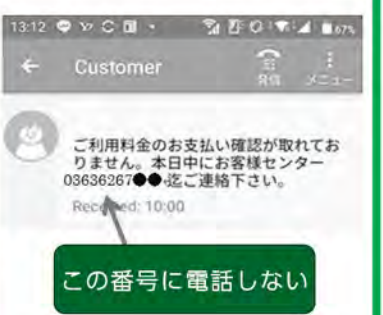 13:12 67%
Customer 発信 メニュー
ご利用料金のお支払い確認が取れてお
りません。本日中にお客様センター
03636267●●迄ご連絡下さい。
Received: 10:00
この番号に電話しない